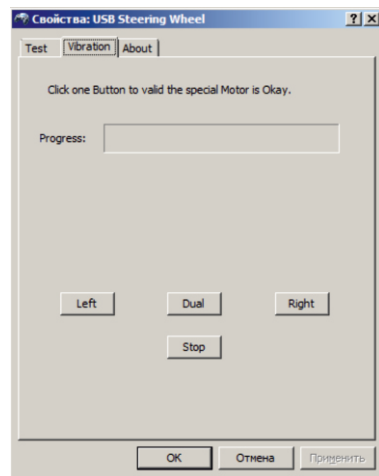 Свойства: USB Steering Wheel
Test Vibration About
Click one Button to valid the special Motor is Okay.
Progress:
Left Dual Right
Stop
OK Отмена Применить